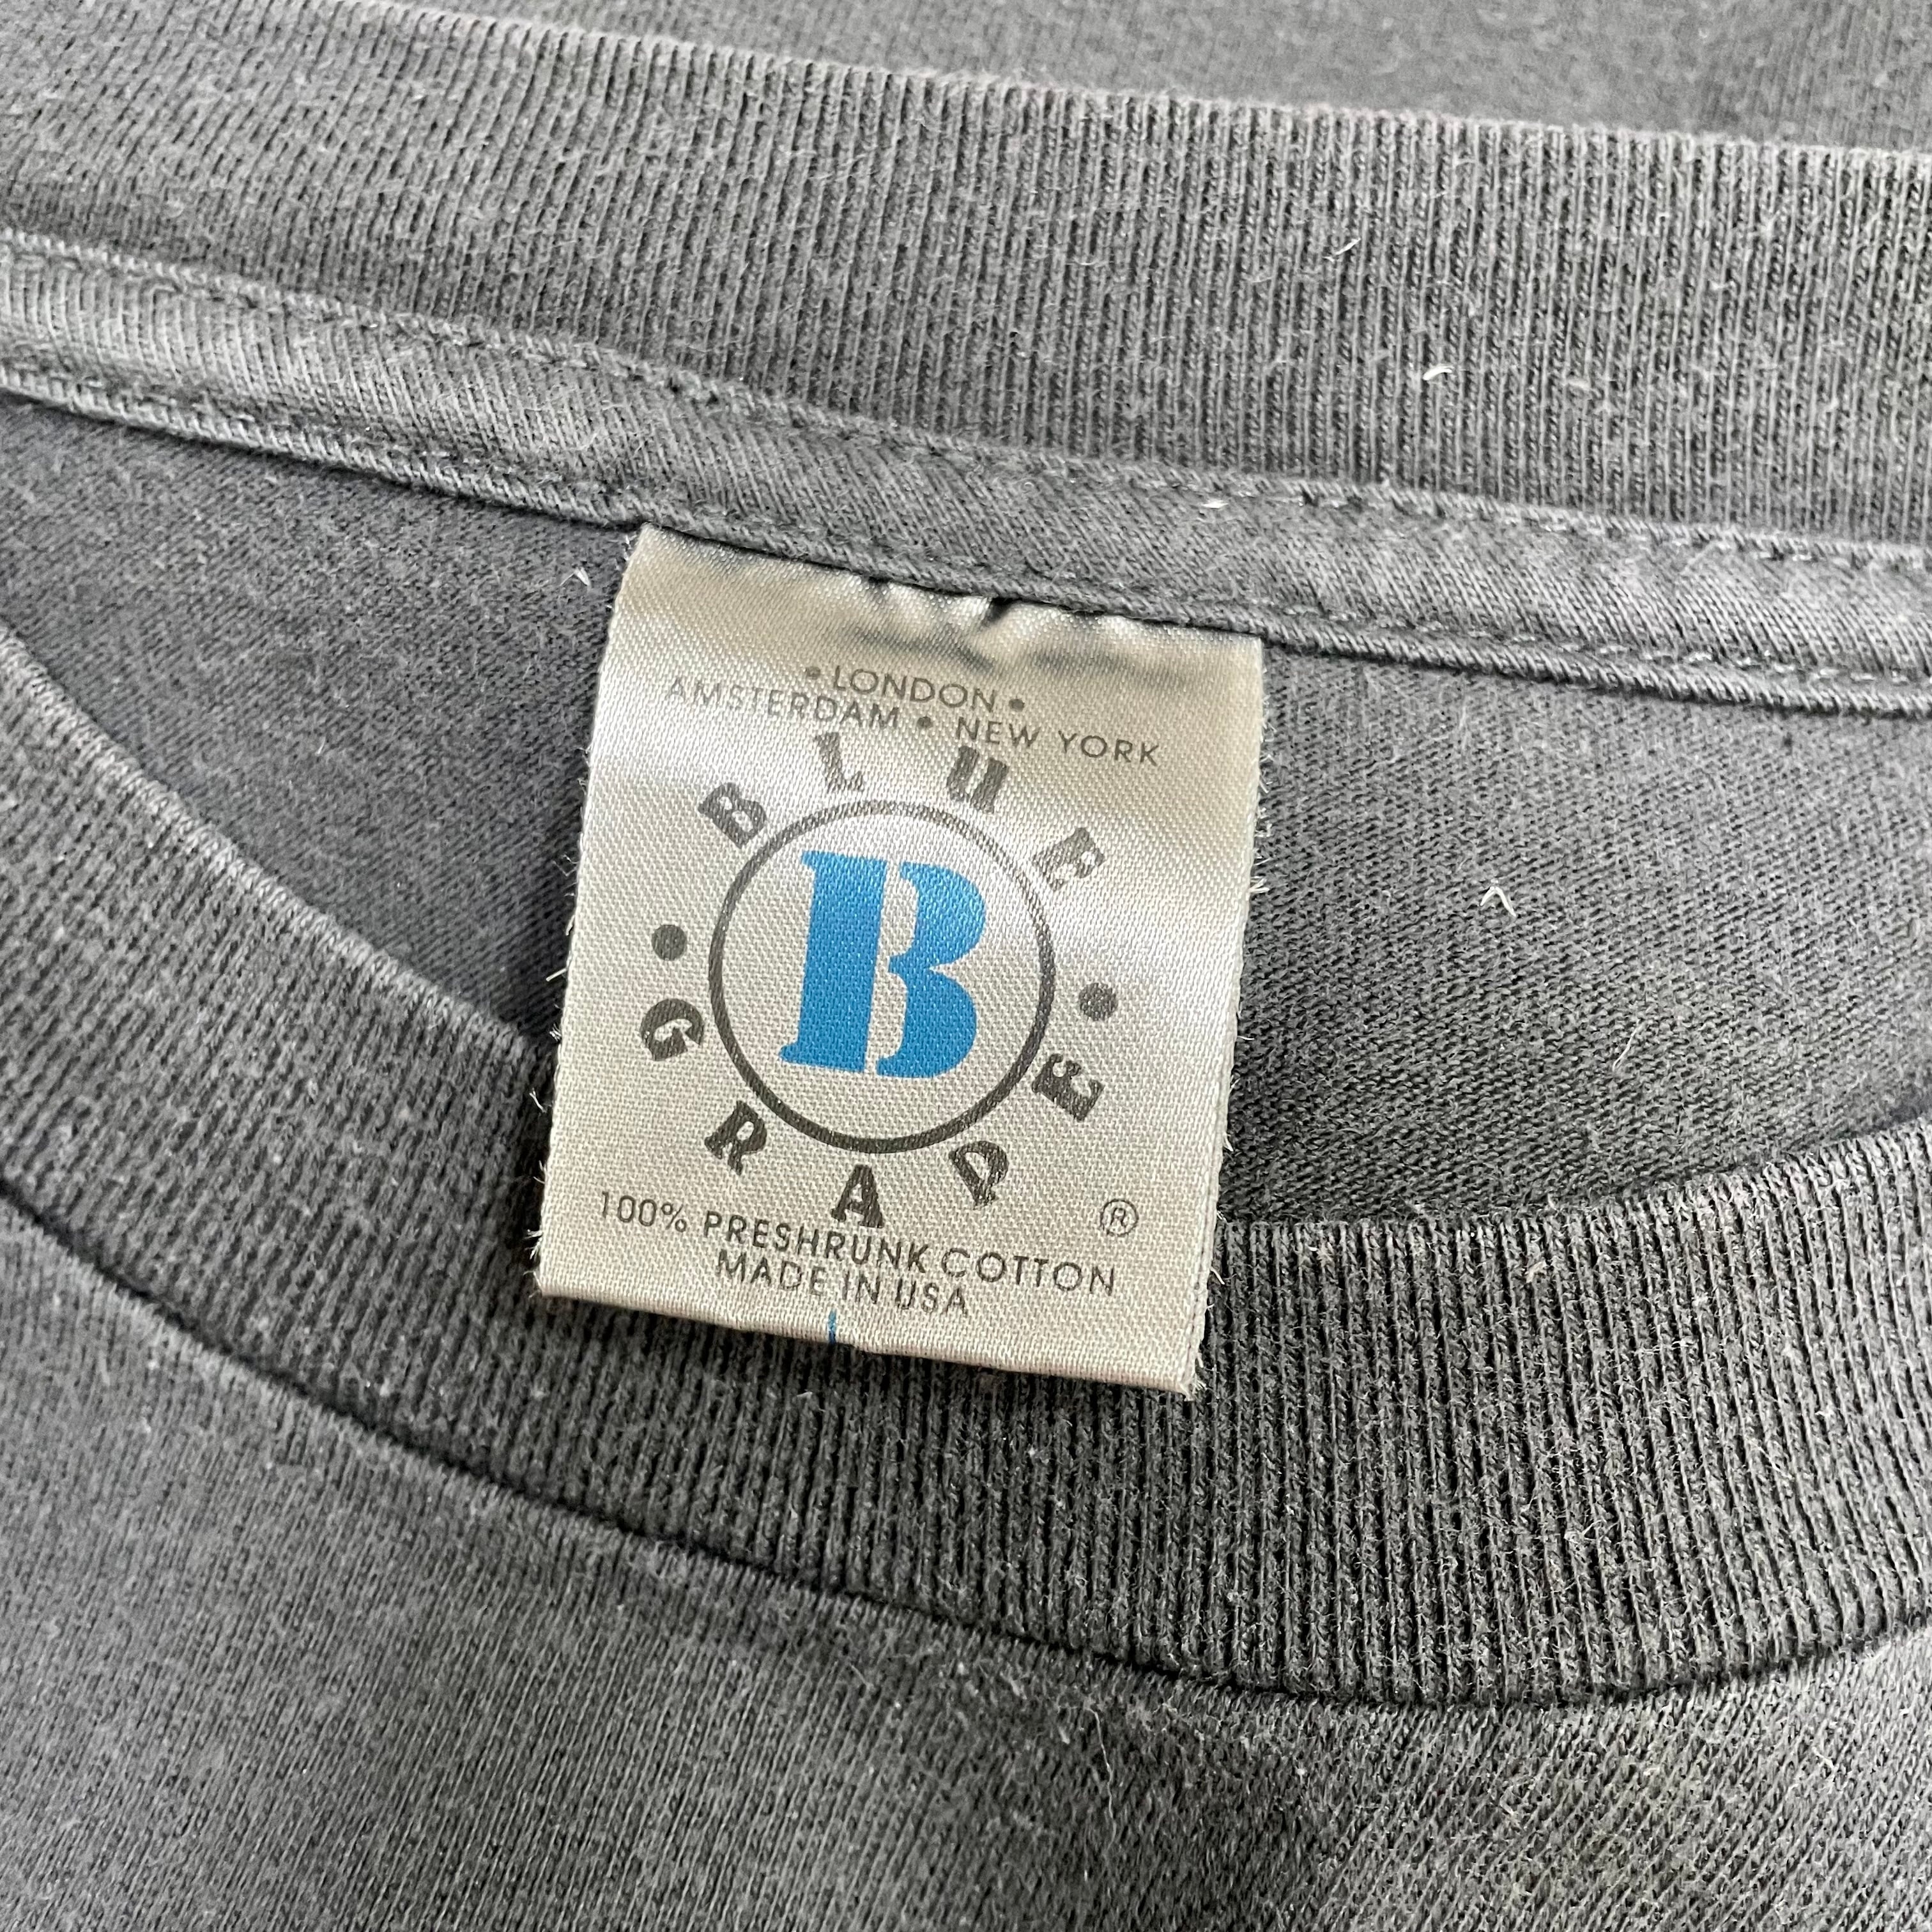 • LONDON •
AMSTERDAM • NEW YORK
BLUE
B
• GRADE •
®
100% PRESHRUNK COTTON
MADE IN USA